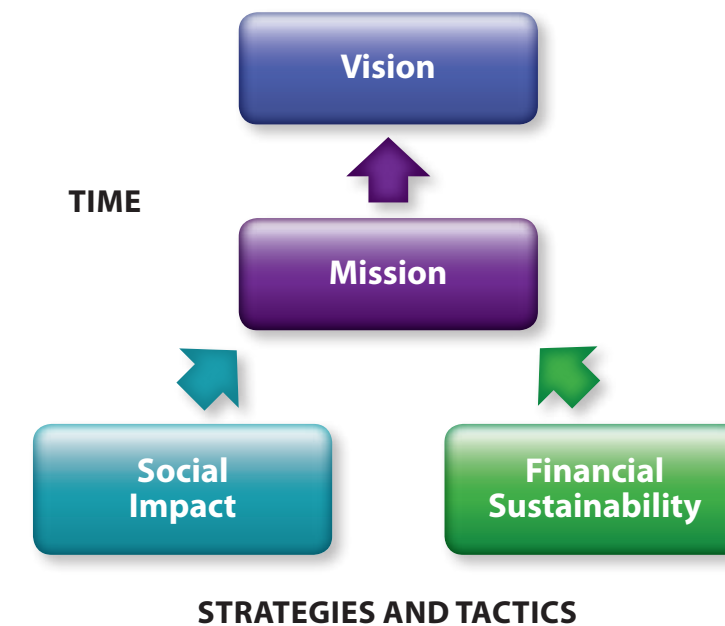 Vision
TIME
Mission
Social
Impact
Financial
Sustainability
STRATEGIES AND TACTICS